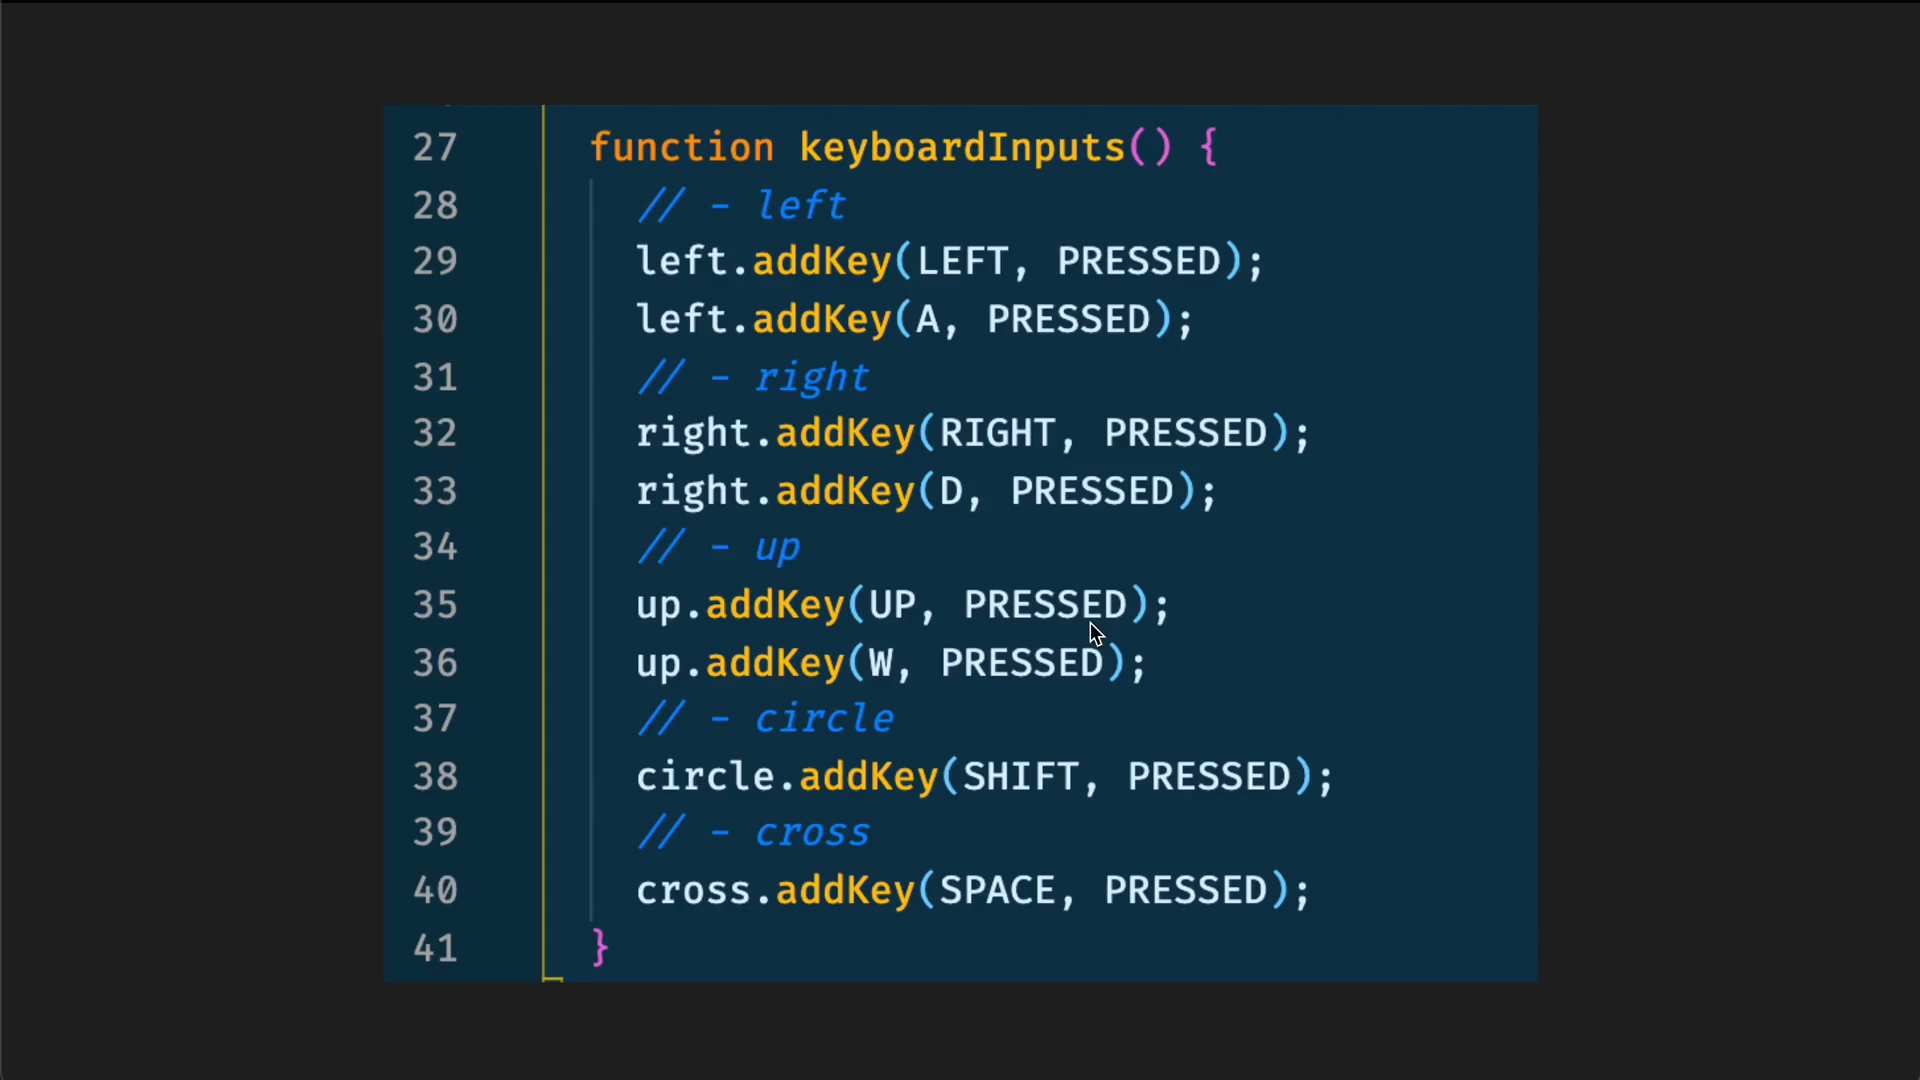 27 function keyboardInputs() {
28 // - left
29 left.addKey(LEFT, PRESSED);
30 left.addKey(A, PRESSED);
31 // - right
32 right.addKey(RIGHT, PRESSED);
33 right.addKey(D, PRESSED);
34 // - up
35 up.addKey(UP, PRESSED);
36 up.addKey(W, PRESSED);
37 // - circle
38 circle.addKey(SHIFT, PRESSED);
39 // - cross
40 cross.addKey(SPACE, PRESSED);
41 }